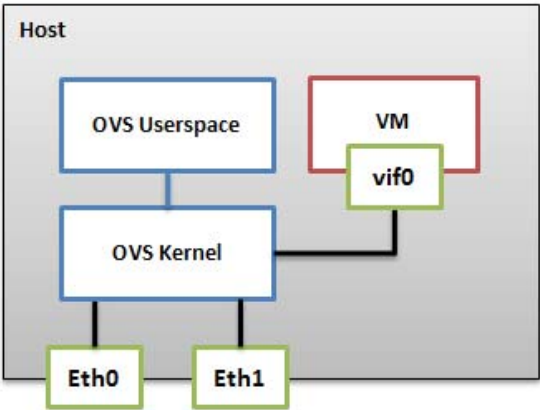 Host
OVS Userspace
VM
vif0
OVS Kernel
Eth0
Eth1